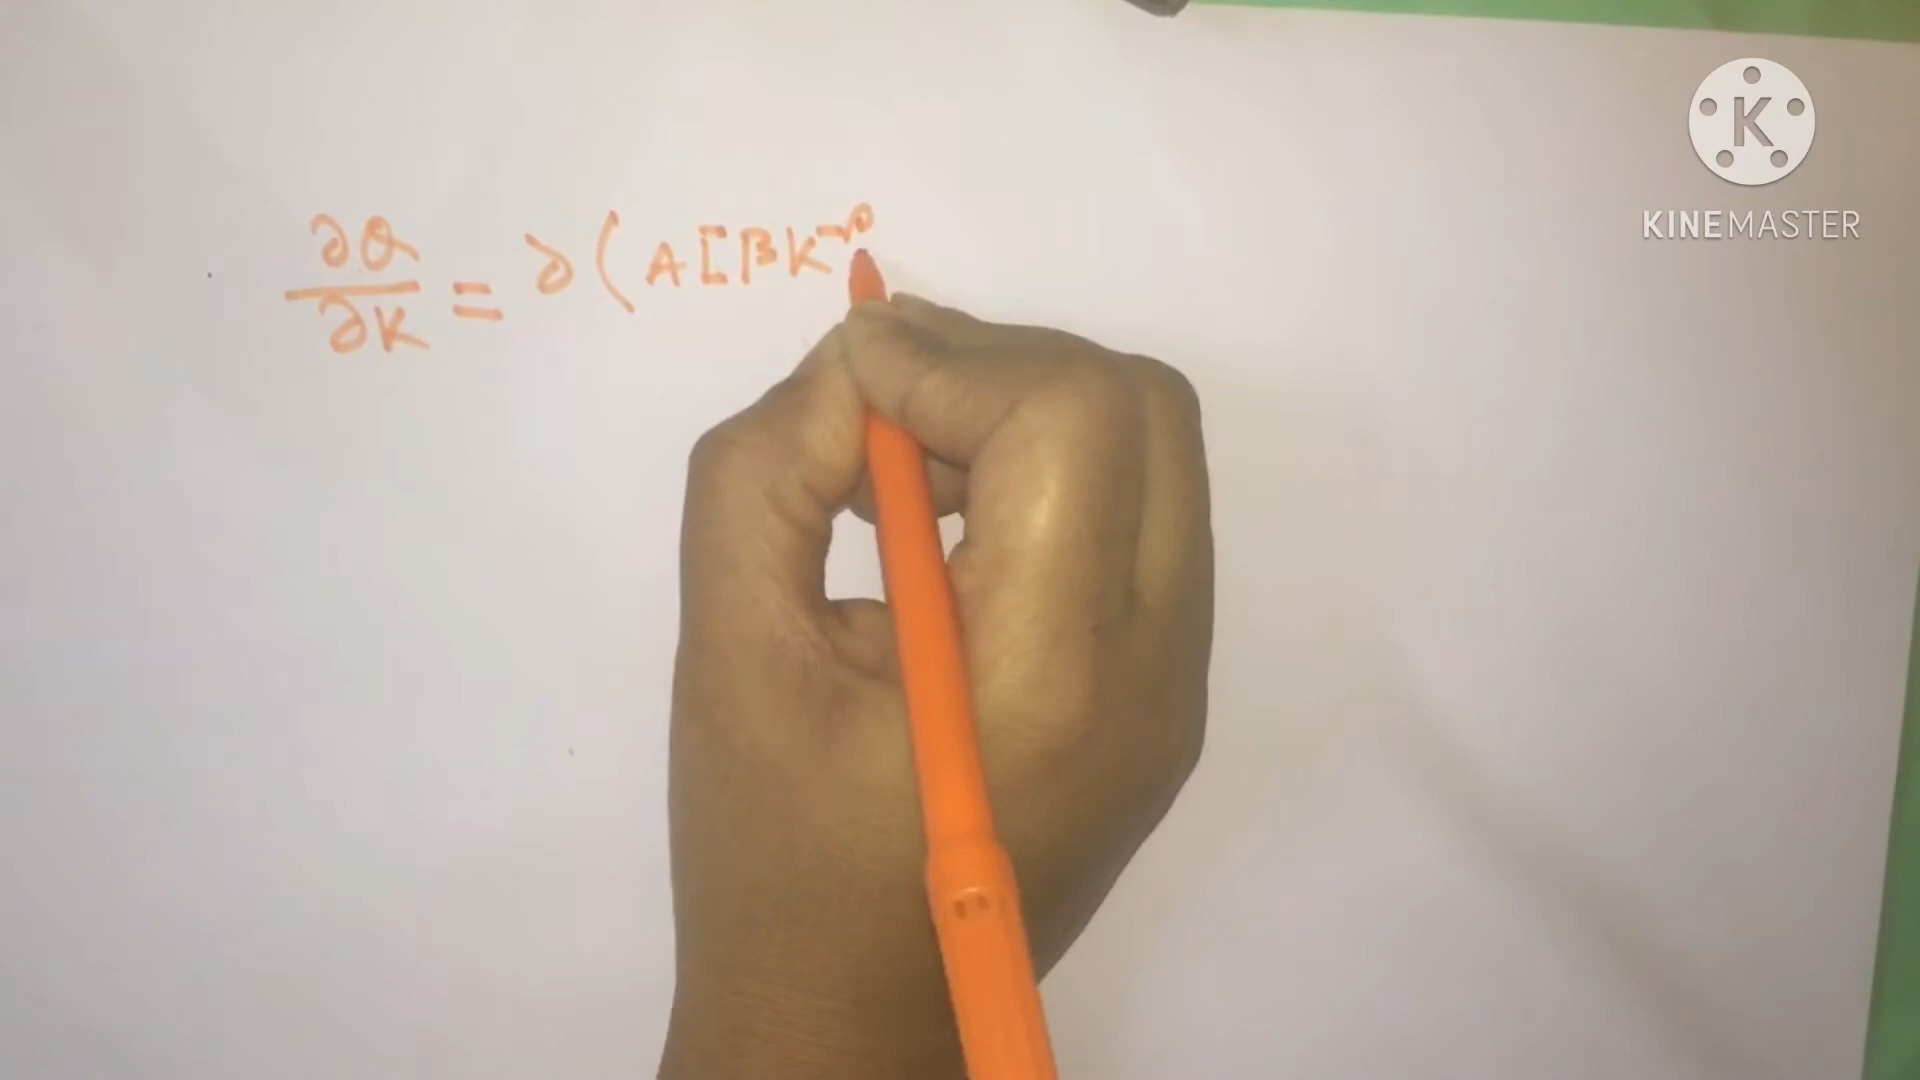 ∂Q/∂K = ∂(A[βK^-ρ
K
KINEMASTER